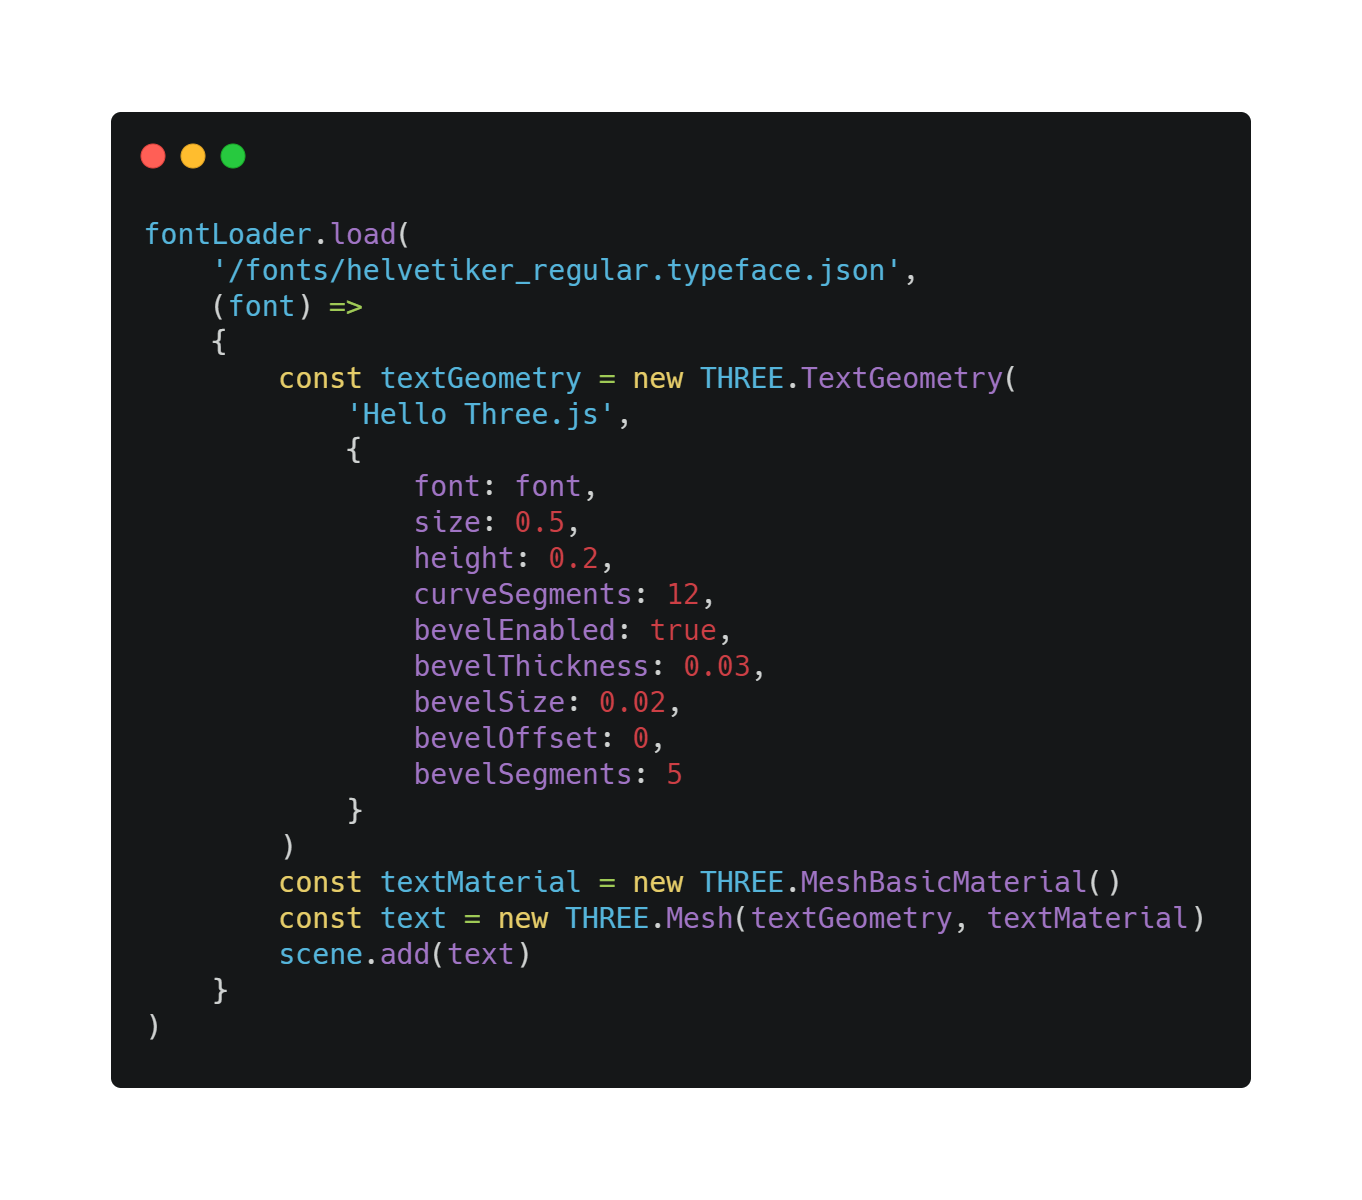 fontLoader.load(
    '/fonts/helvetiker_regular.typeface.json',
    (font) =>
    {
        const textGeometry = new THREE.TextGeometry(
            'Hello Three.js',
            {
                font: font,
                size: 0.5,
                height: 0.2,
                curveSegments: 12,
                bevelEnabled: true,
                bevelThickness: 0.03,
                bevelSize: 0.02,
                bevelOffset: 0,
                bevelSegments: 5
            }
        )
        const textMaterial = new THREE.MeshBasicMaterial()
        const text = new THREE.Mesh(textGeometry, textMaterial)
        scene.add(text)
    }
)